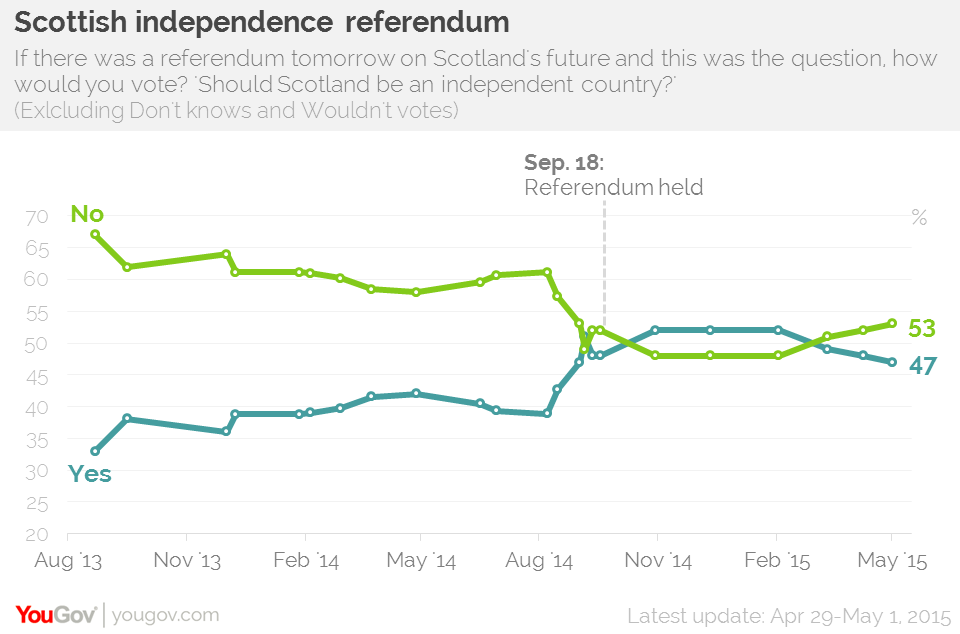 Scottish independence referendum
If there was a referendum tomorrow on Scotland's future and this was the question, how
would you vote? 'Should Scotland be an independent country?'
(Exlcluding Don't knows and Wouldn't votes)
Sep. 18:
Referendum held
70
No
%
65
60
55
50
53
47
45
40
35
30
Yes
25
20
Aug '13
Nov '13
Feb '14
May '14
Aug '14
Nov '14
Feb '15
May '15
YouGov® | yougov.com
Latest update: Apr 29-May 1, 2015